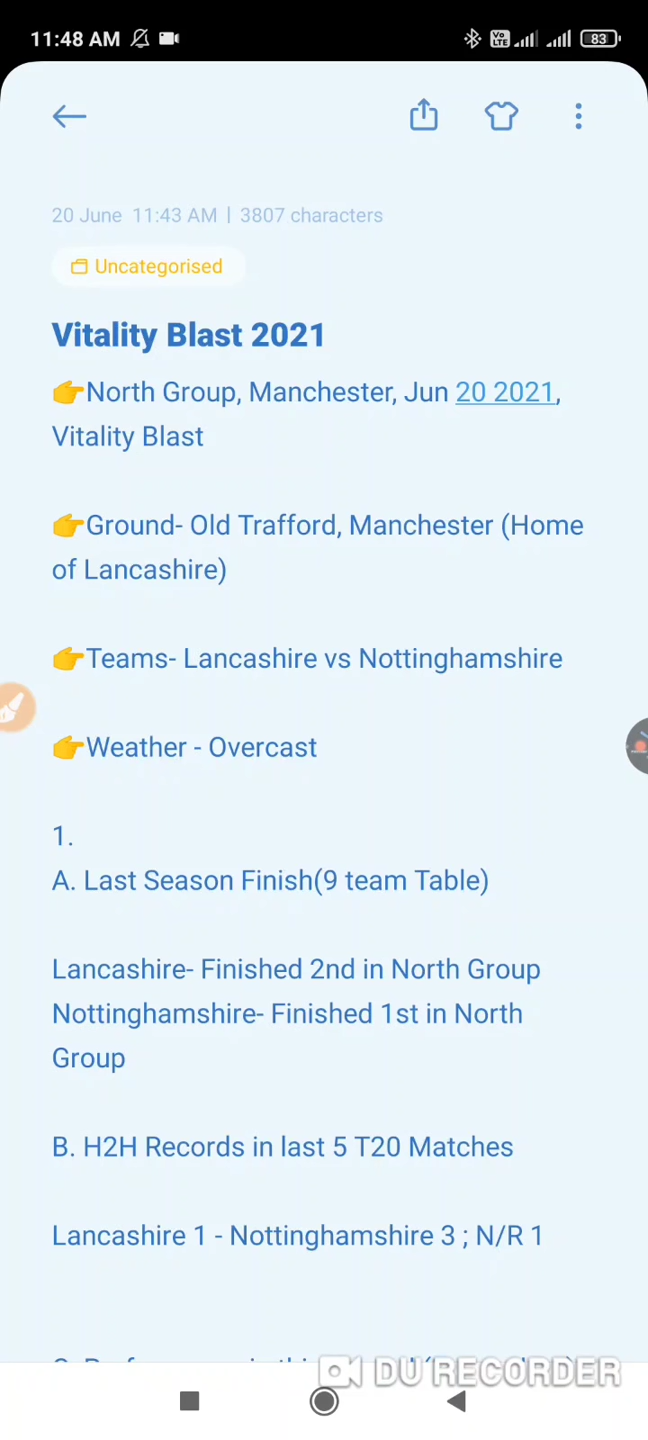 11:48 AM
Vo LTE
83
20 June 11:43 AM | 3807 characters
Uncategorised
Vitality Blast 2021
👉North Group, Manchester, Jun 20 2021,
Vitality Blast
👉Ground- Old Trafford, Manchester (Home
of Lancashire)
👉Teams- Lancashire vs Nottinghamshire
👉Weather - Overcast
1.
A. Last Season Finish(9 team Table)
Lancashire- Finished 2nd in North Group
Nottinghamshire- Finished 1st in North
Group
B. H2H Records in last 5 T20 Matches
Lancashire 1 - Nottinghamshire 3 ; N/R 1
DU RECORDER